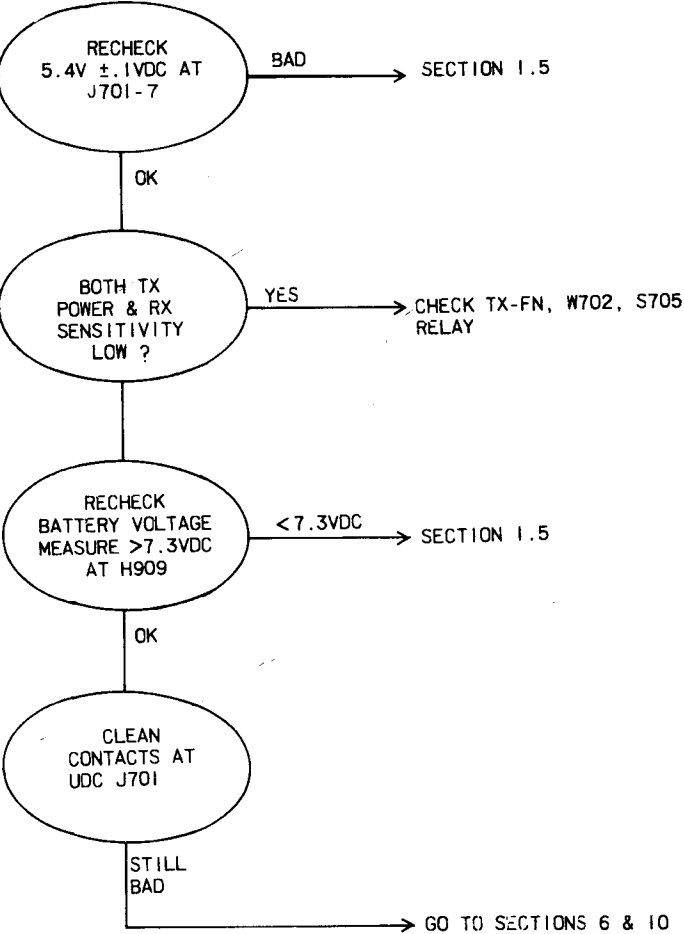 RECHECK
5.4V ±.1VDC AT
J701-7
BAD
SECTION 1.5
OK
BOTH TX
POWER & RX
SENSITIVITY
LOW ?
YES
CHECK TX-FN, W702, S705
RELAY
RECHECK
BATTERY VOLTAGE
MEASURE >7.3VDC
AT H909
<7.3VDC
SECTION 1.5
OK
CLEAN
CONTACTS AT
UDC J701
STILL
BAD
GO TO SECTIONS 6 & 10